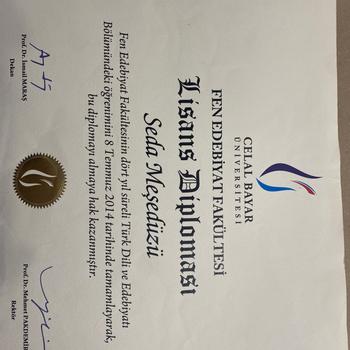 CELAL BAYAR
ÜNİVERSİTESİ
FEN EDEBİYAT FAKÜLTESİ
Lisans Diploması
Seda Meşedüzü
Fen Edebiyat Fakültesinin dört yıl süreli Türk Dili ve Edebiyatı
Bölümündeki öğrenimini 8 Temmuz 2014 tarihinde tamamlayarak,
bu diplomayı almaya hak kazanmıştır.
Prof. Dr. İsmail MARAŞ
Dekan
Prof. Dr. Mehmet PAKDEMİRLİ
Rektör